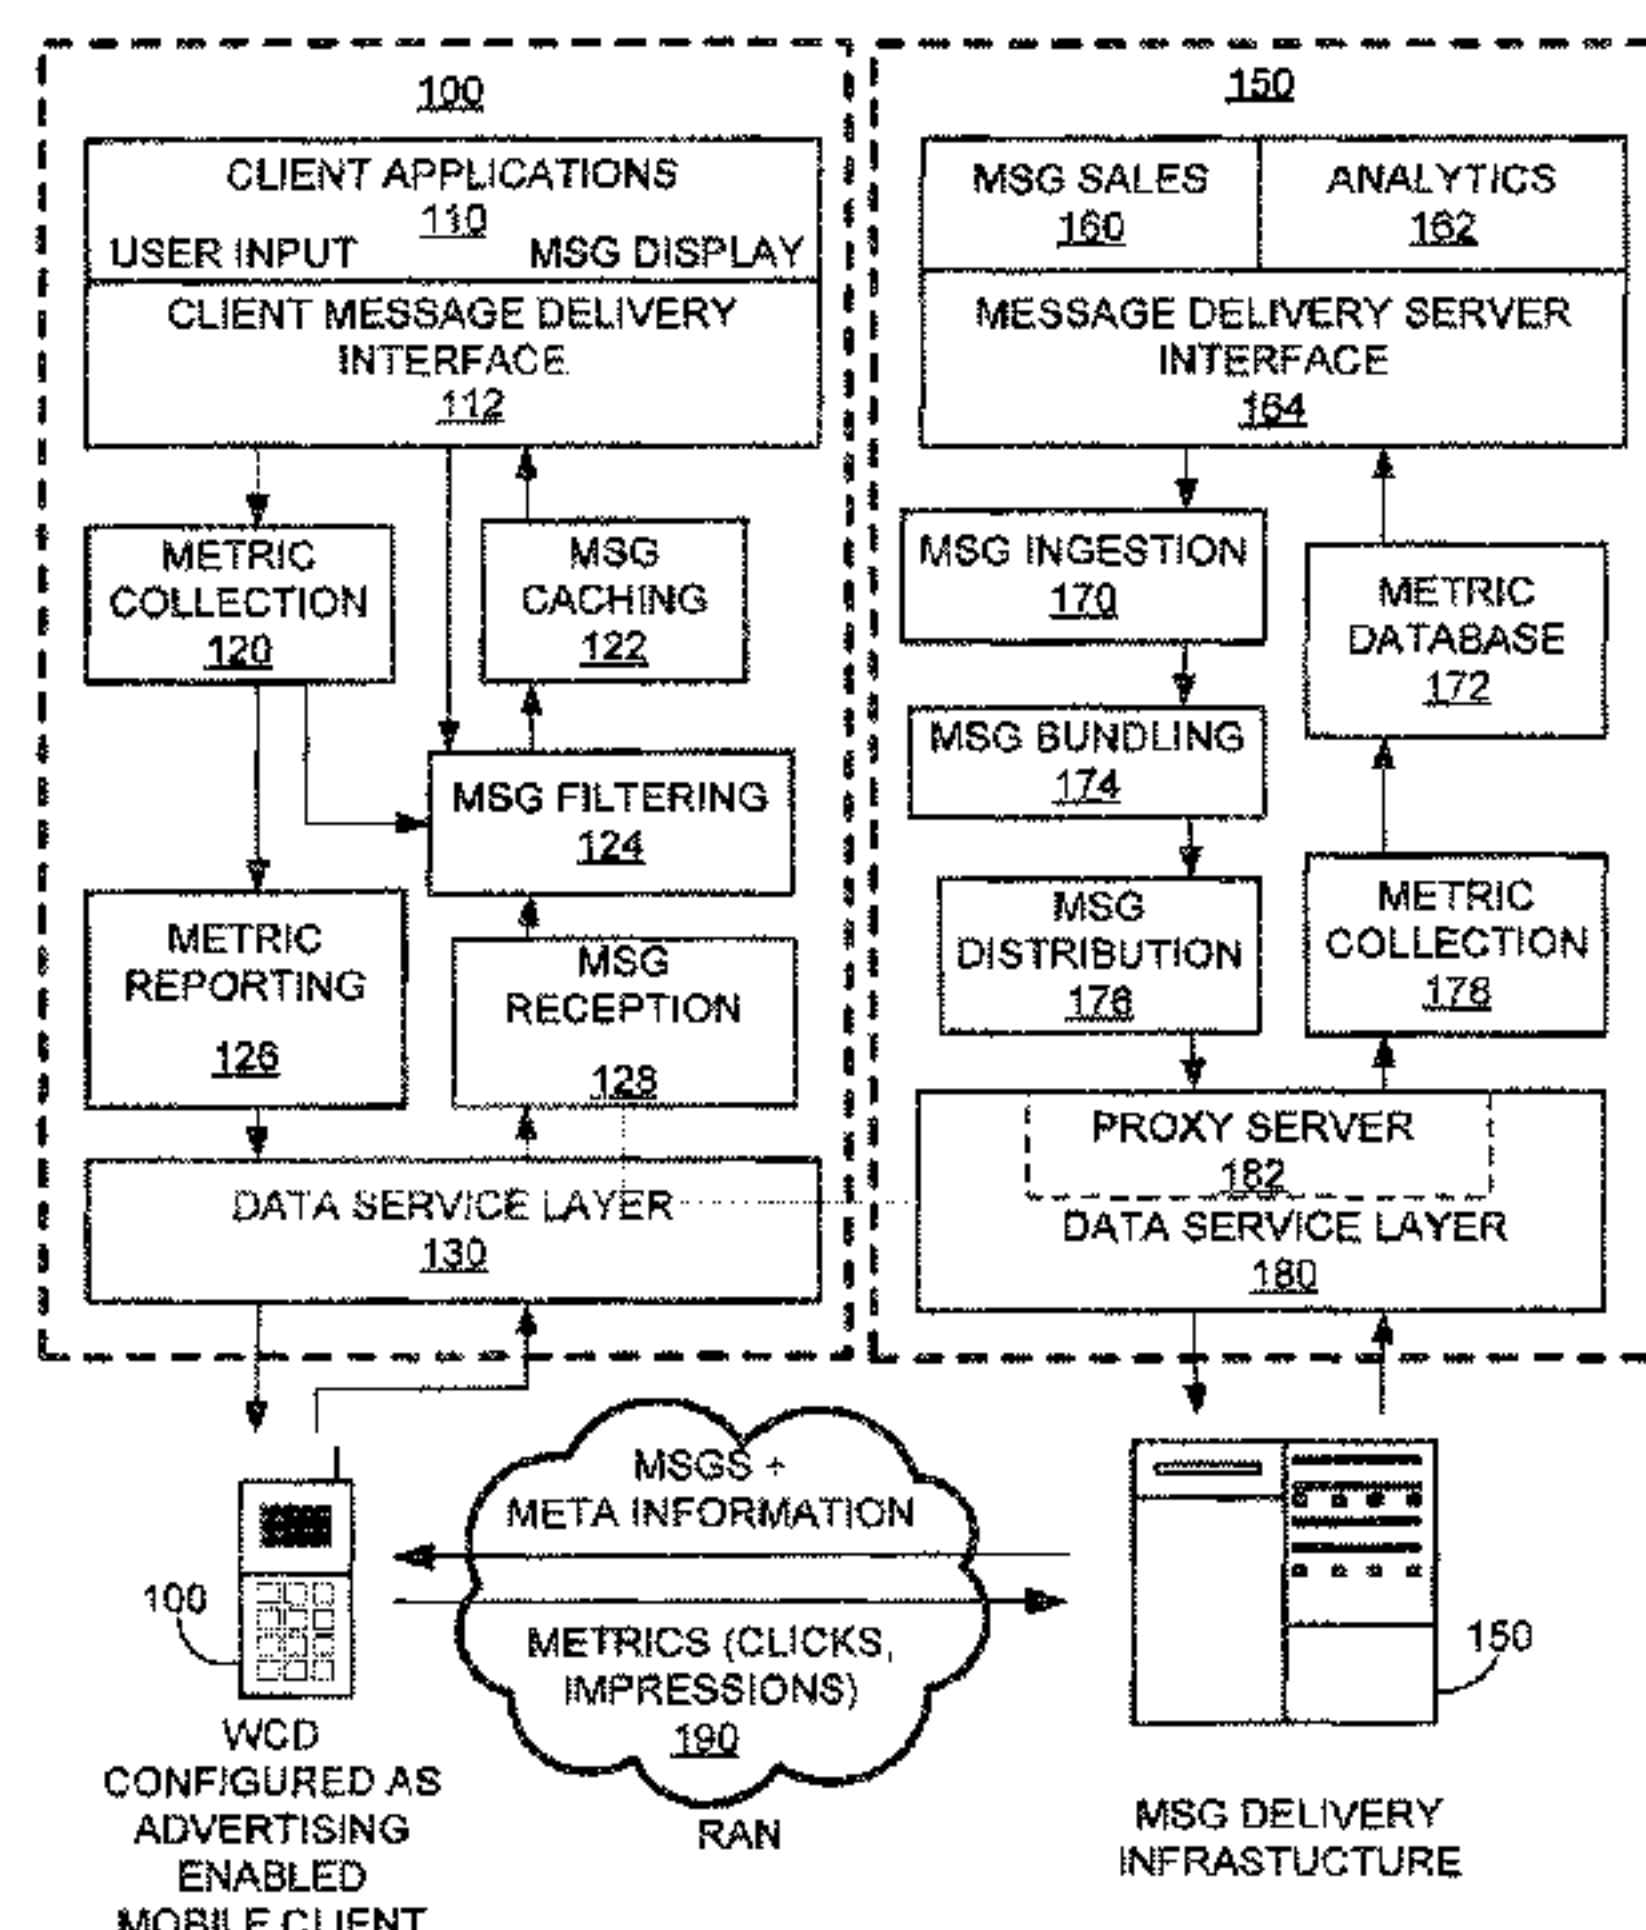 100
CLIENT APPLICATIONS
110
USER INPUT MSG DISPLAY
CLIENT MESSAGE DELIVERY
INTERFACE
112
METRIC
COLLECTION
120
MSG
CACHING
122
MSG FILTERING
124
METRIC
REPORTING
126
MSG
RECEPTION
128
DATA SERVICE LAYER
130
150
MSG SALES
160
ANALYTICS
162
MESSAGE DELIVERY SERVER
INTERFACE
164
MSG INGESTION
170
METRIC
DATABASE
172
MSG BUNDLING
174
MSG
DISTRIBUTION
176
METRIC
COLLECTION
178
PROXY SERVER
182
DATA SERVICE LAYER
180
MSGS +
META INFORMATION
METRICS (CLICKS,
IMPRESSIONS)
190
RAN
100
WCD
CONFIGURED AS
ADVERTISING
ENABLED
MOBILE CLIENT
150
MSG DELIVERY
INFRASTUCTURE